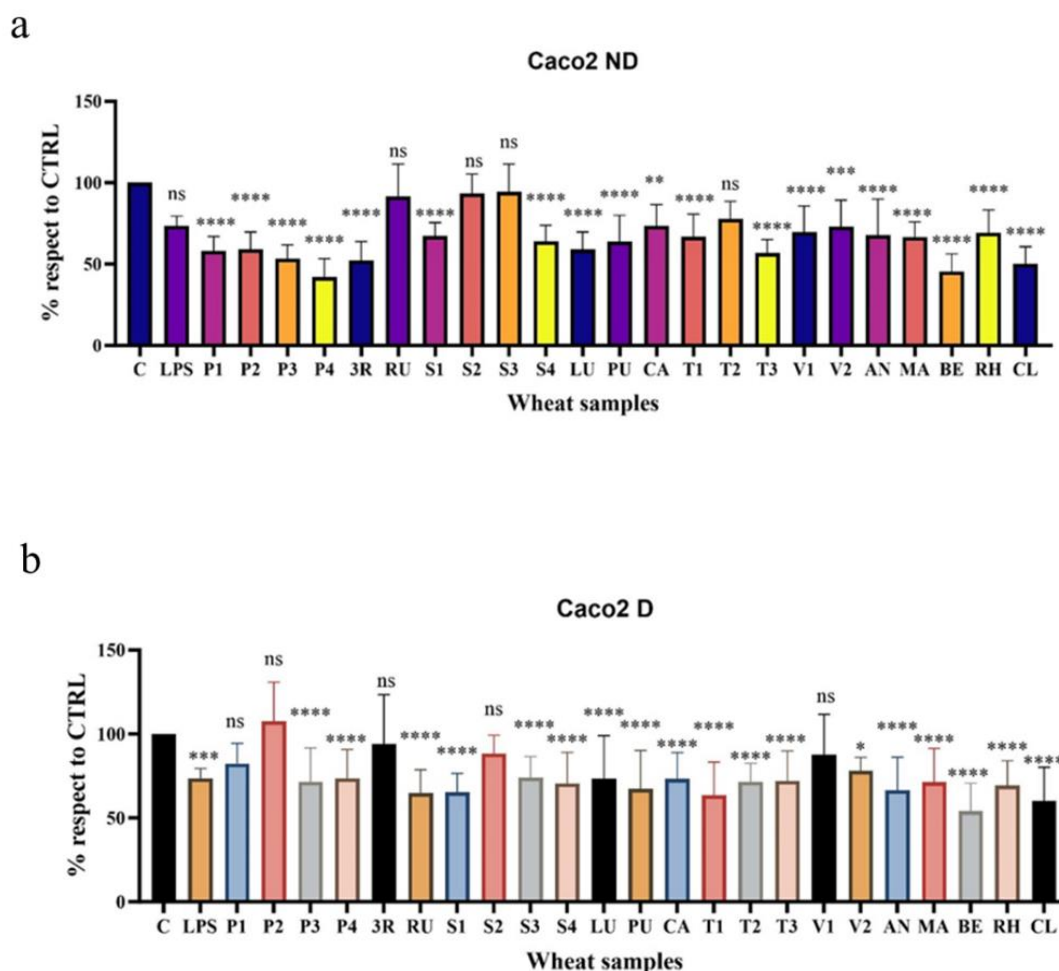 a
Caco2 ND
% respect to CTRL
150
100
50
0
ns **** **** **** **** **** ns **** ns ns **** **** **** ** **** ns **** **** *** **** **** **** **** ****
C LPS P1 P2 P3 P4 3R RU S1 S2 S3 S4 LU PU CA T1 T2 T3 V1 V2 AN MA BE RH CL
Wheat samples
b
Caco2 D
% respect to CTRL
150
100
50
0
*** ns ns **** **** ns **** **** ns **** **** **** **** **** **** **** **** ns * **** **** **** **** ****
C LPS P1 P2 P3 P4 3R RU S1 S2 S3 S4 LU PU CA T1 T2 T3 V1 V2 AN MA BE RH CL
Wheat samples